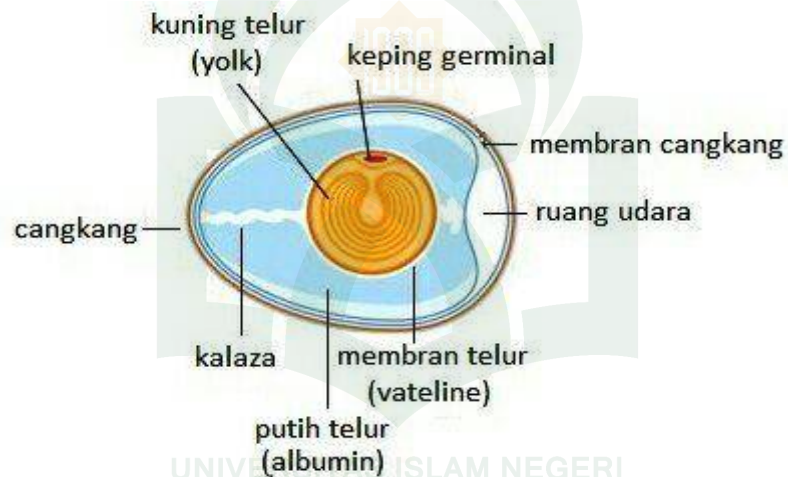 kuning telur
(yolk)
keping germinal
membran cangkang
ruang udara
cangkang
kalaza
membran telur
(vateline)
putih telur
(albumin)
ISLAM NEGERI